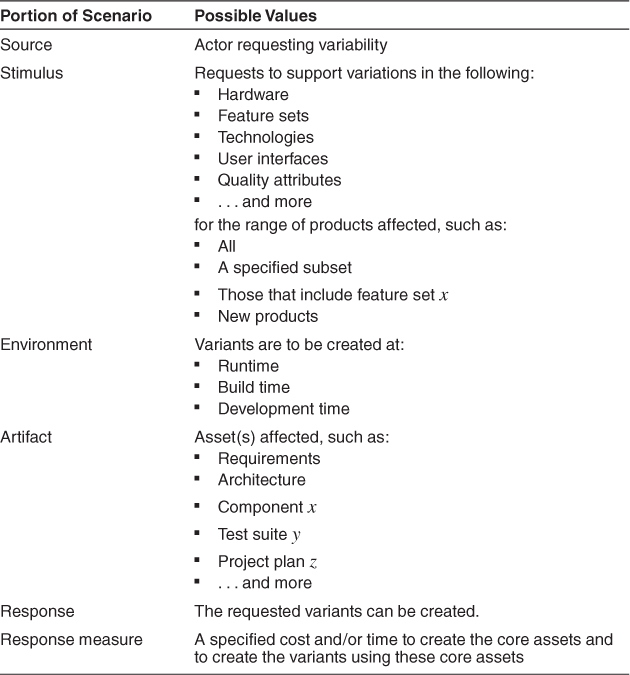 Portion of Scenario Possible Values
Source Actor requesting variability
Stimulus Requests to support variations in the following:
▪ Hardware
▪ Feature sets
▪ Technologies
▪ User interfaces
▪ Quality attributes
▪ . . . and more
for the range of products affected, such as:
▪ All
▪ A specified subset
▪ Those that include feature set x
▪ New products
Environment Variants are to be created at:
▪ Runtime
▪ Build time
▪ Development time
Artifact Asset(s) affected, such as:
▪ Requirements
▪ Architecture
▪ Component x
▪ Test suite y
▪ Project plan z
▪ . . . and more
Response The requested variants can be created.
Response measure A specified cost and/or time to create the core assets and
to create the variants using these core assets